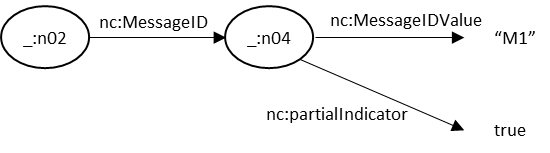 nc:MessageID
nc:MessageIDValue
_:n02
_:n04
“M1”
nc:partialIndicator
true